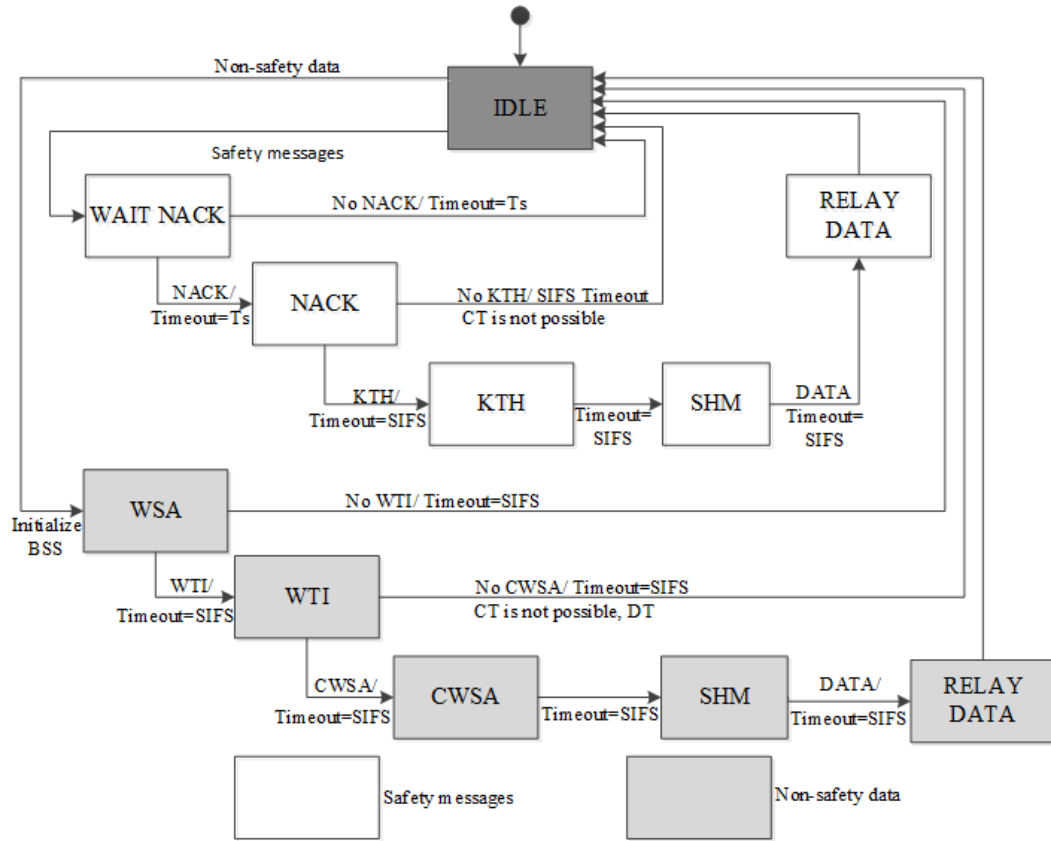 Non-safety data
IDLE
Safety messages
WAIT NACK
No NACK/ Timeout=Ts
RELAY
DATA
NACK/
Timeout=Ts
NACK
No KTH/ SIFS Timeout
CT is not possible
KTH/
Timeout=SIFS
KTH
Timeout=
SIFS
SHM
DATA
Timeout=
SIFS
Initialize
BSS
WSA
No WTI/ Timeout=SIFS
WTI/
Timeout=SIFS
WTI
No CWSA/ Timeout=SIFS
CT is not possible, DT
CWSA/
Timeout=SIFS
CWSA
Timeout=SIFS
SHM
DATA/
Timeout=SIFS
RELAY
DATA
Safety messages
Non-safety data